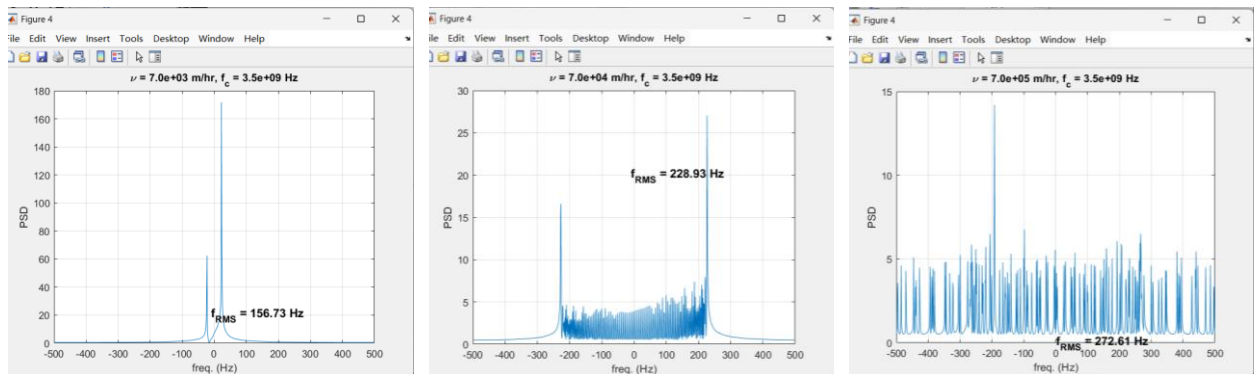 Figure 4
File Edit View Insert Tools Desktop Window Help
ν = 7.0e+03 m/hr, f_c = 3.5e+09 Hz
180
160
140
120
100
80
60
40
20
0
PSD
f_RMS = 156.73 Hz
-500 -400 -300 -200 -100 0 100 200 300 400 500
freq. (Hz)
Figure 4
ile Edit View Insert Tools Desktop Window Help
ν = 7.0e+04 m/hr, f_c = 3.5e+09 Hz
30
25
20
15
10
5
0
PSD
f_RMS = 228.93 Hz
-500 -400 -300 -200 -100 0 100 200 300 400 500
freq. (Hz)
Figure 4
File Edit View Insert Tools Desktop Window Help
ν = 7.0e+05 m/hr, f_c = 3.5e+09 Hz
15
10
5
0
PSD
f_RMS = 272.61 Hz
-500 -400 -300 -200 -100 0 100 200 300 400 500
freq. (Hz)